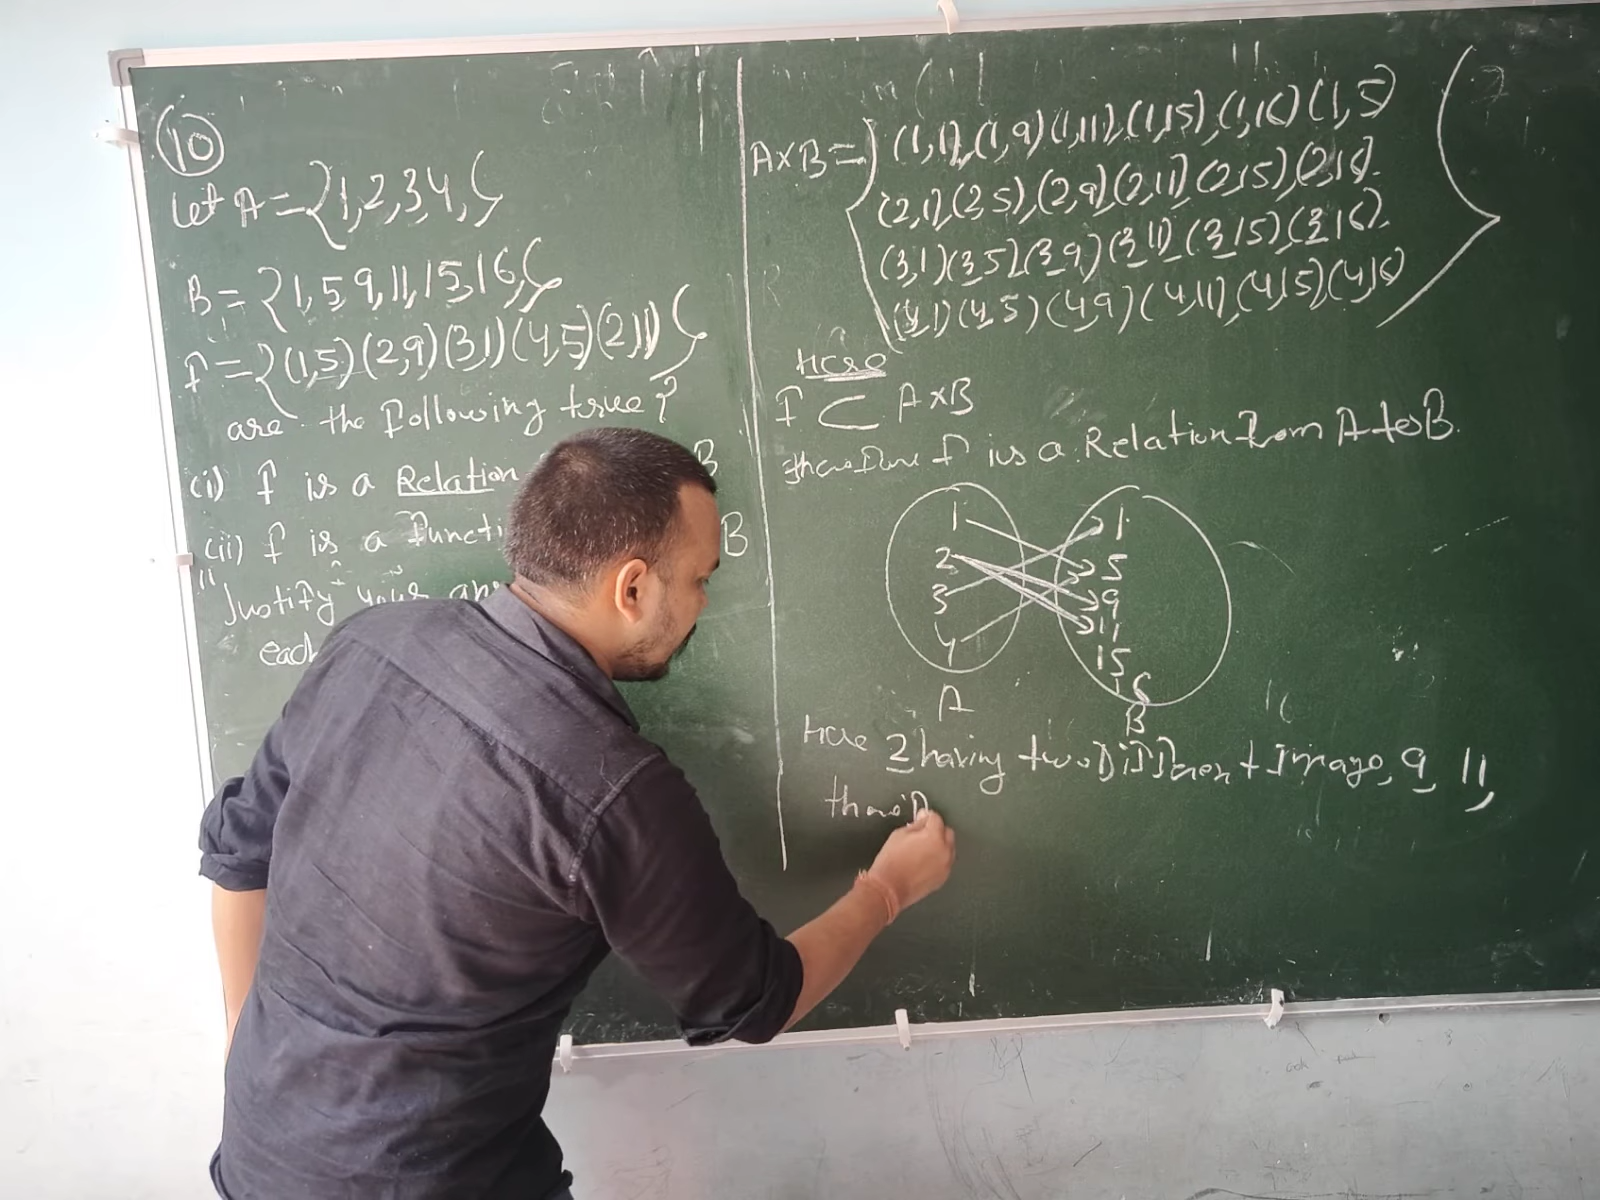 10
Let A = {1,2,3,4,}
B = {1,5,9,11,15,16,}
f = {(1,5)(2,9)(3,1)(4,5)(2,11)}
are the following true?
(i) f is a Relation B
(ii) f is a Functi B
Justify your an
each
A×B = {(1,1),(1,9)(1,11),(1,15),(1,16)(1,5)
(2,1)(2,5),(2,9)(2,11)(2,15),(2,16).
(3,1)(3,5)(3,9)(3,11)(3,15)(3,16).
(4,1)(4,5)(4,9)(4,11),(4,15)(4,16)}
Here
f ⊂ A×B
f is a Relation from A to B.
1 1
2 5
3 9
4 11
15
A B
Here 2 having two Different Image, 9, 11,